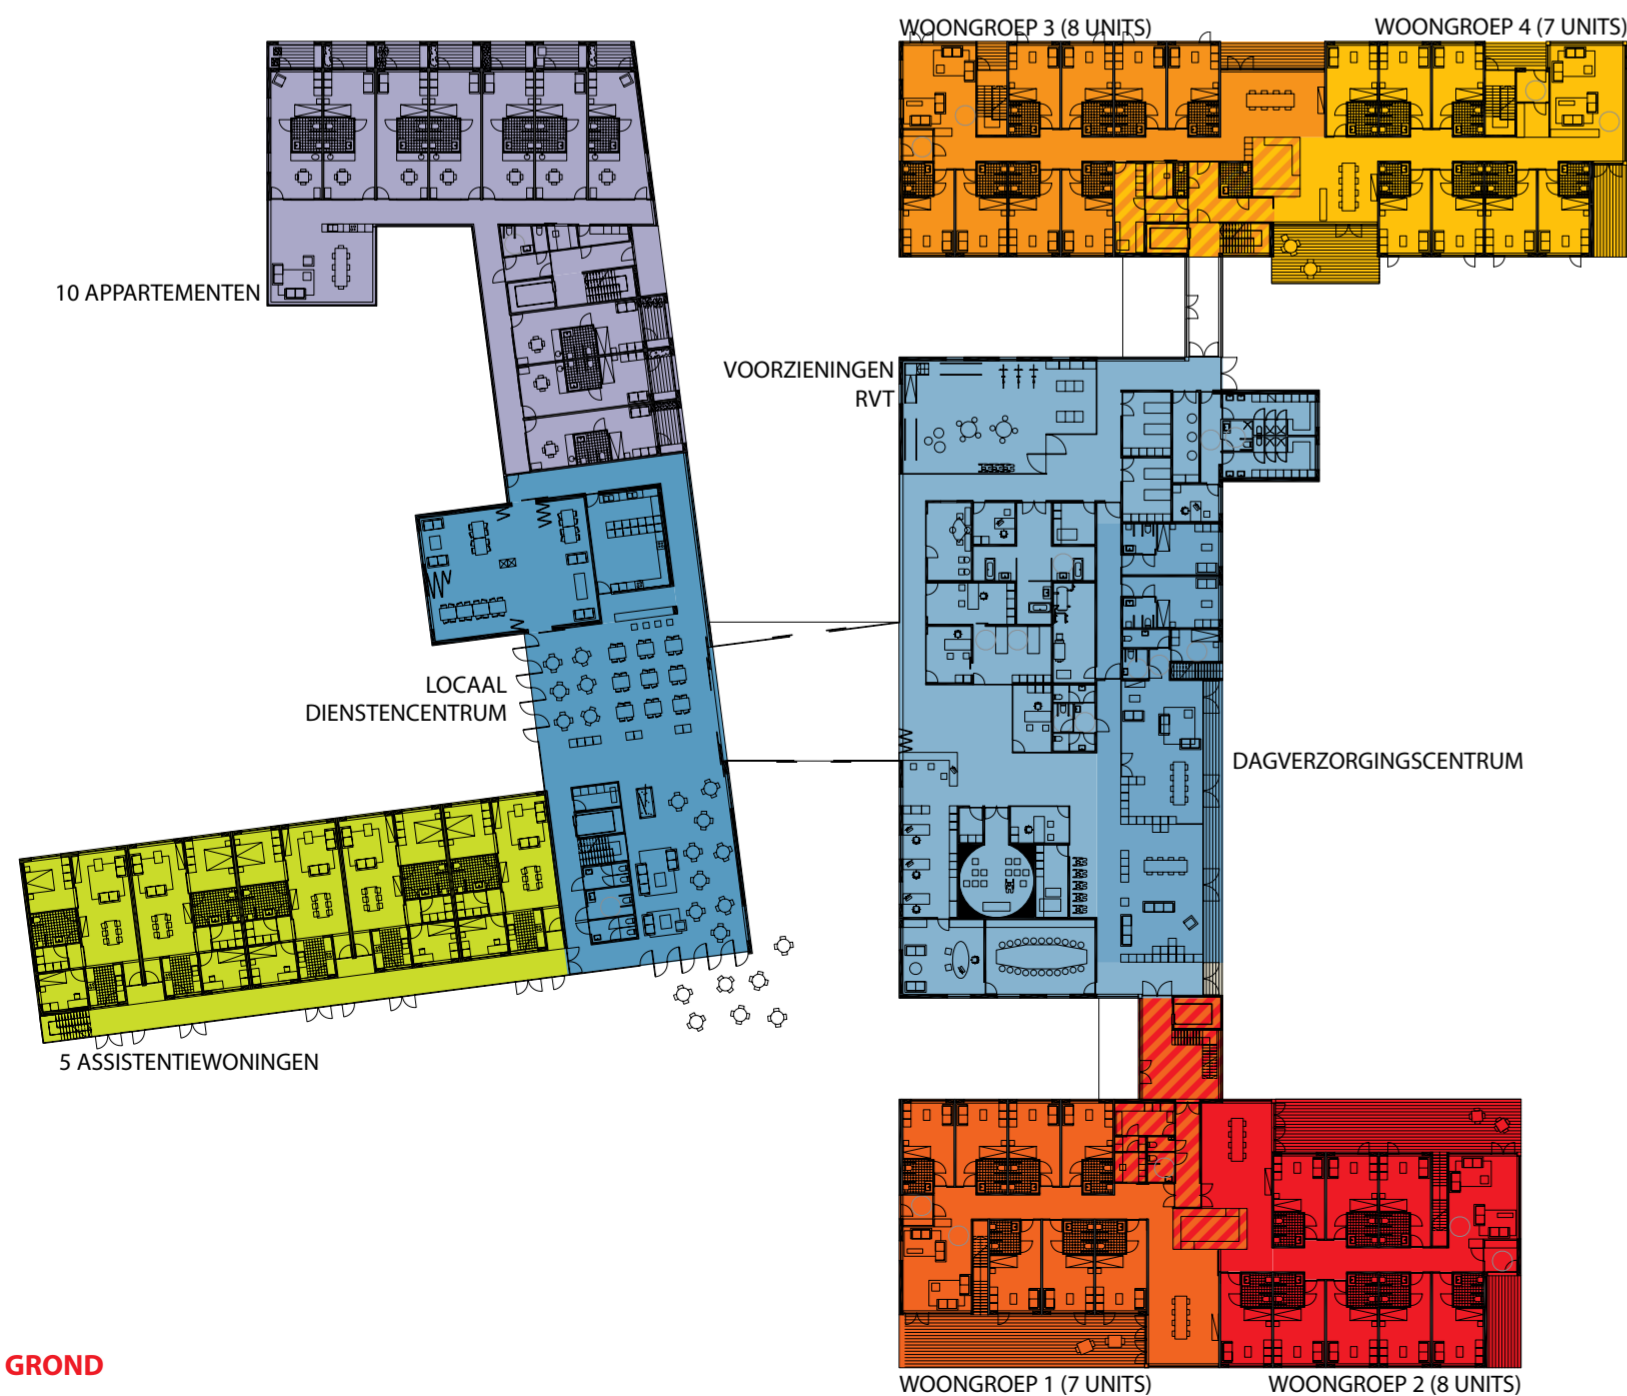 WOONGROEP 3 (8 UNITS)
WOONGROEP 4 (7 UNITS)
10 APPARTEMENTEN
VOORZIENINGEN
RVT
LOCAAL
DIENSTENCENTRUM
DAGVERZORGINGSCENTRUM
5 ASSISTENTIEWONINGEN
GROND
WOONGROEP 1 (7 UNITS)
WOONGROEP 2 (8 UNITS)